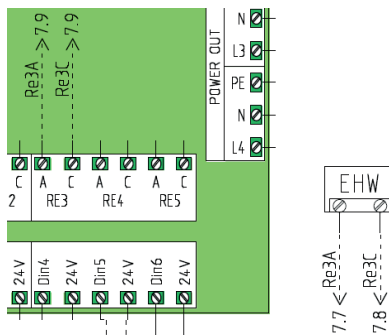 Re3A >7.9
Re3C >7.9
POWER OUT
N
L3
PE
N
L4
C A C A C A C
2 RE3 RE4 RE5
24V Din4 24V Din5 24V Din6 24V
EHW
7.7 < Re3A
7.8 < Re3C